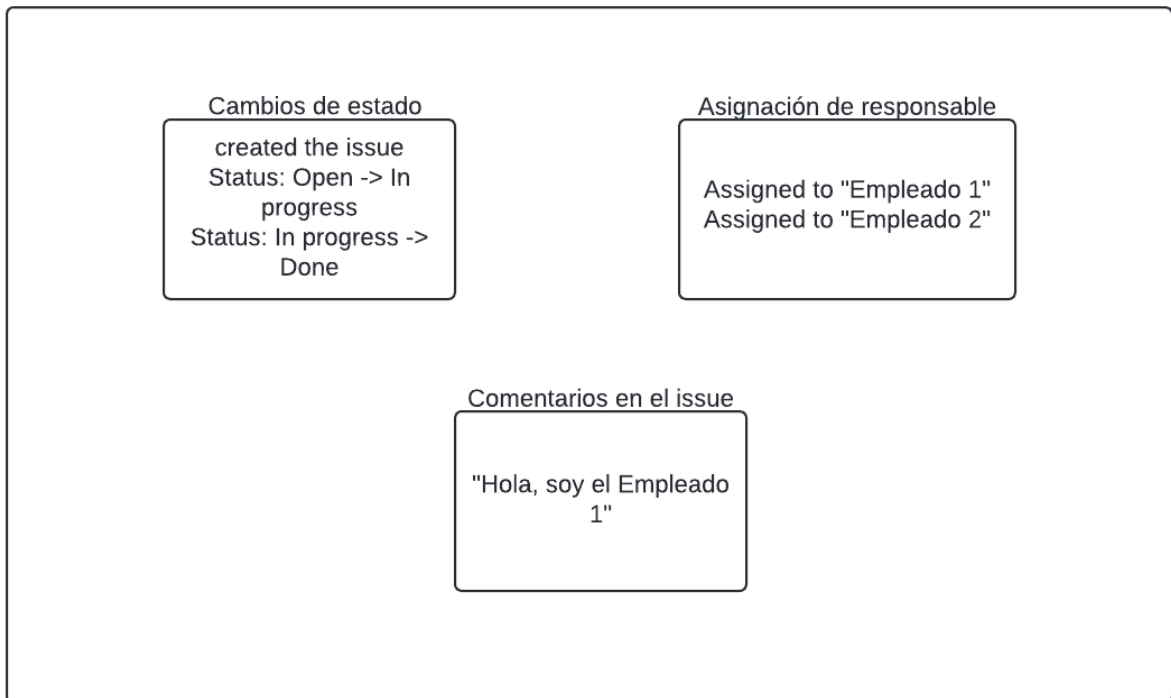 Cambios de estado
created the issue
Status: Open -> In
progress
Status: In progress ->
Done
Asignación de responsable
Assigned to "Empleado 1"
Assigned to "Empleado 2"
Comentarios en el issue
"Hola, soy el Empleado
1"